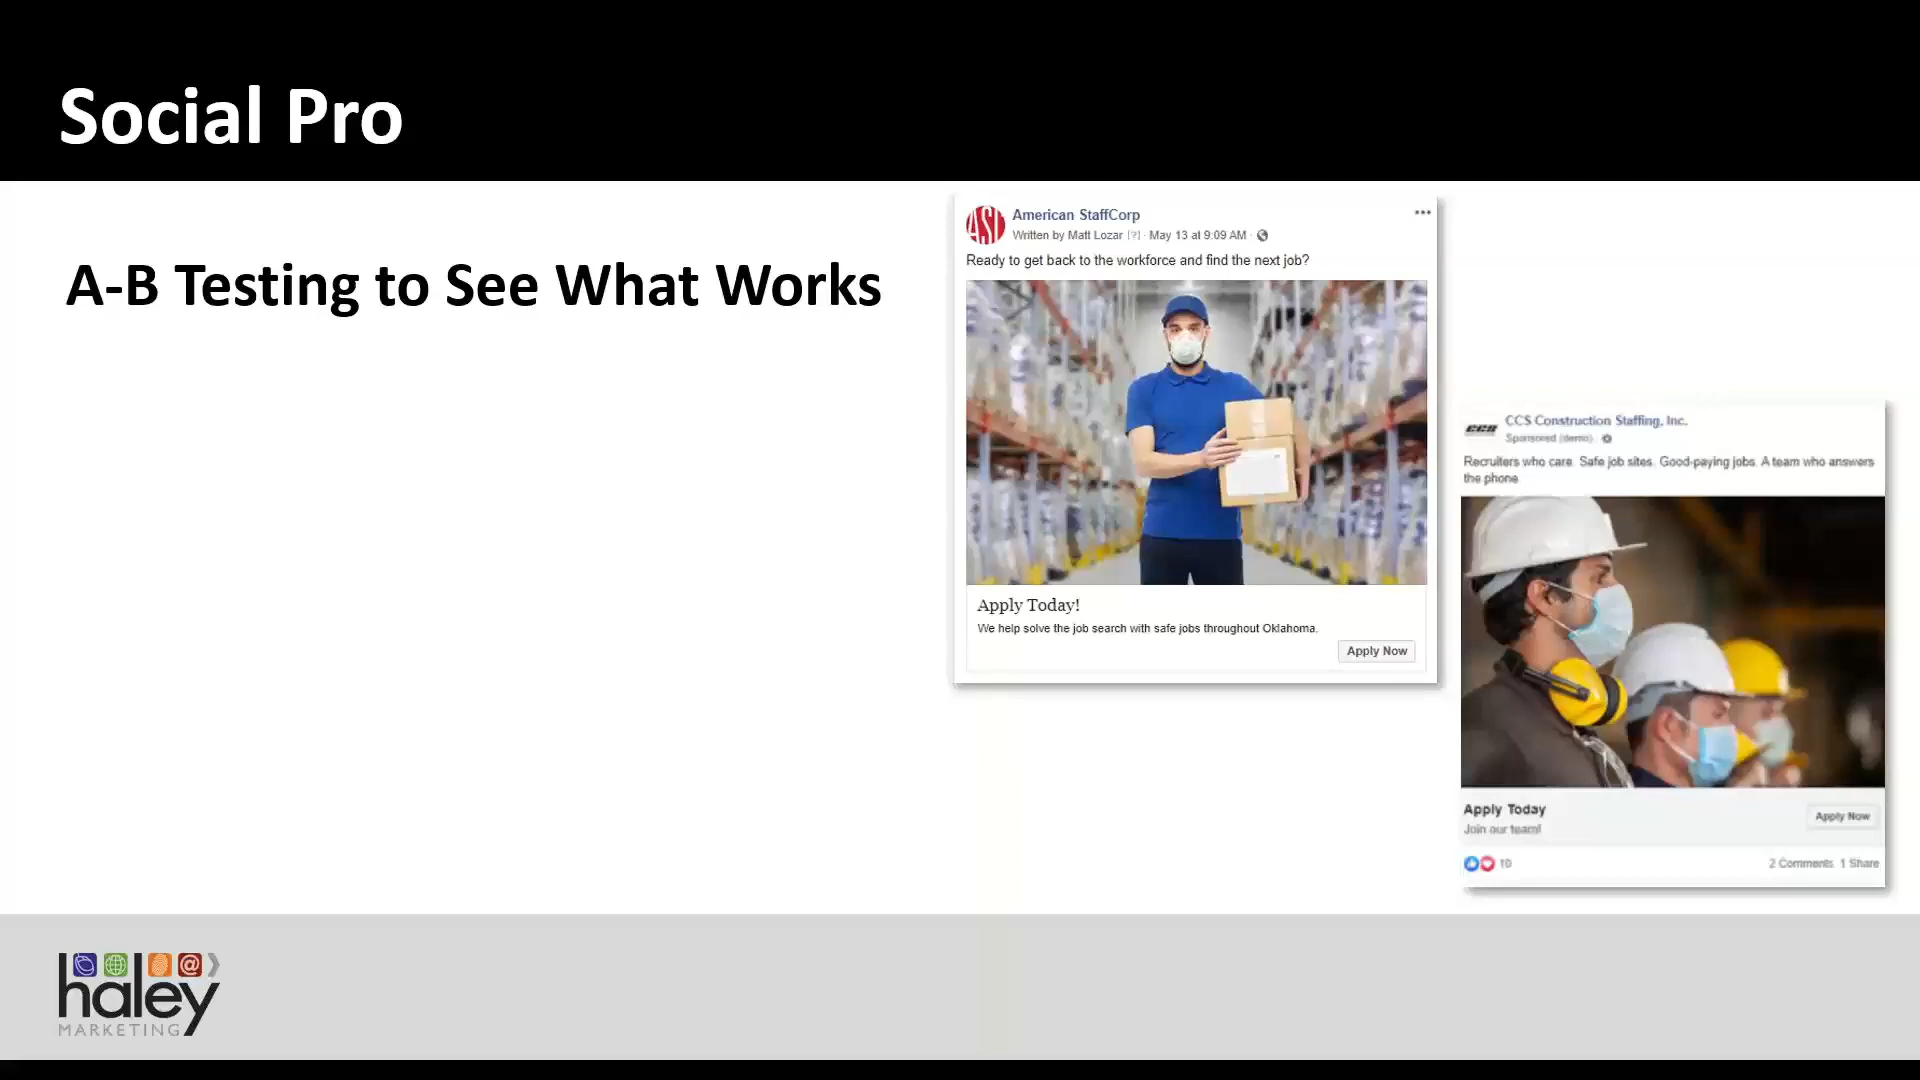 Social Pro
A-B Testing to See What Works
ASI
American StaffCorp
Written by Matt Lozar [?] · May 13 at 9:09 AM ·
Ready to get back to the workforce and find the next job?
Apply Today!
We help solve the job search with safe jobs throughout Oklahoma.
Apply Now
CCS
CCS Construction Staffing, Inc.
Sponsored (demo) ·
Recruiters who care. Safe job sites. Good-paying jobs. A team who answers
the phone.
Apply Today
Join our team!
Apply Now
10
2 Comments 1 Share
@
haley
MARKETING